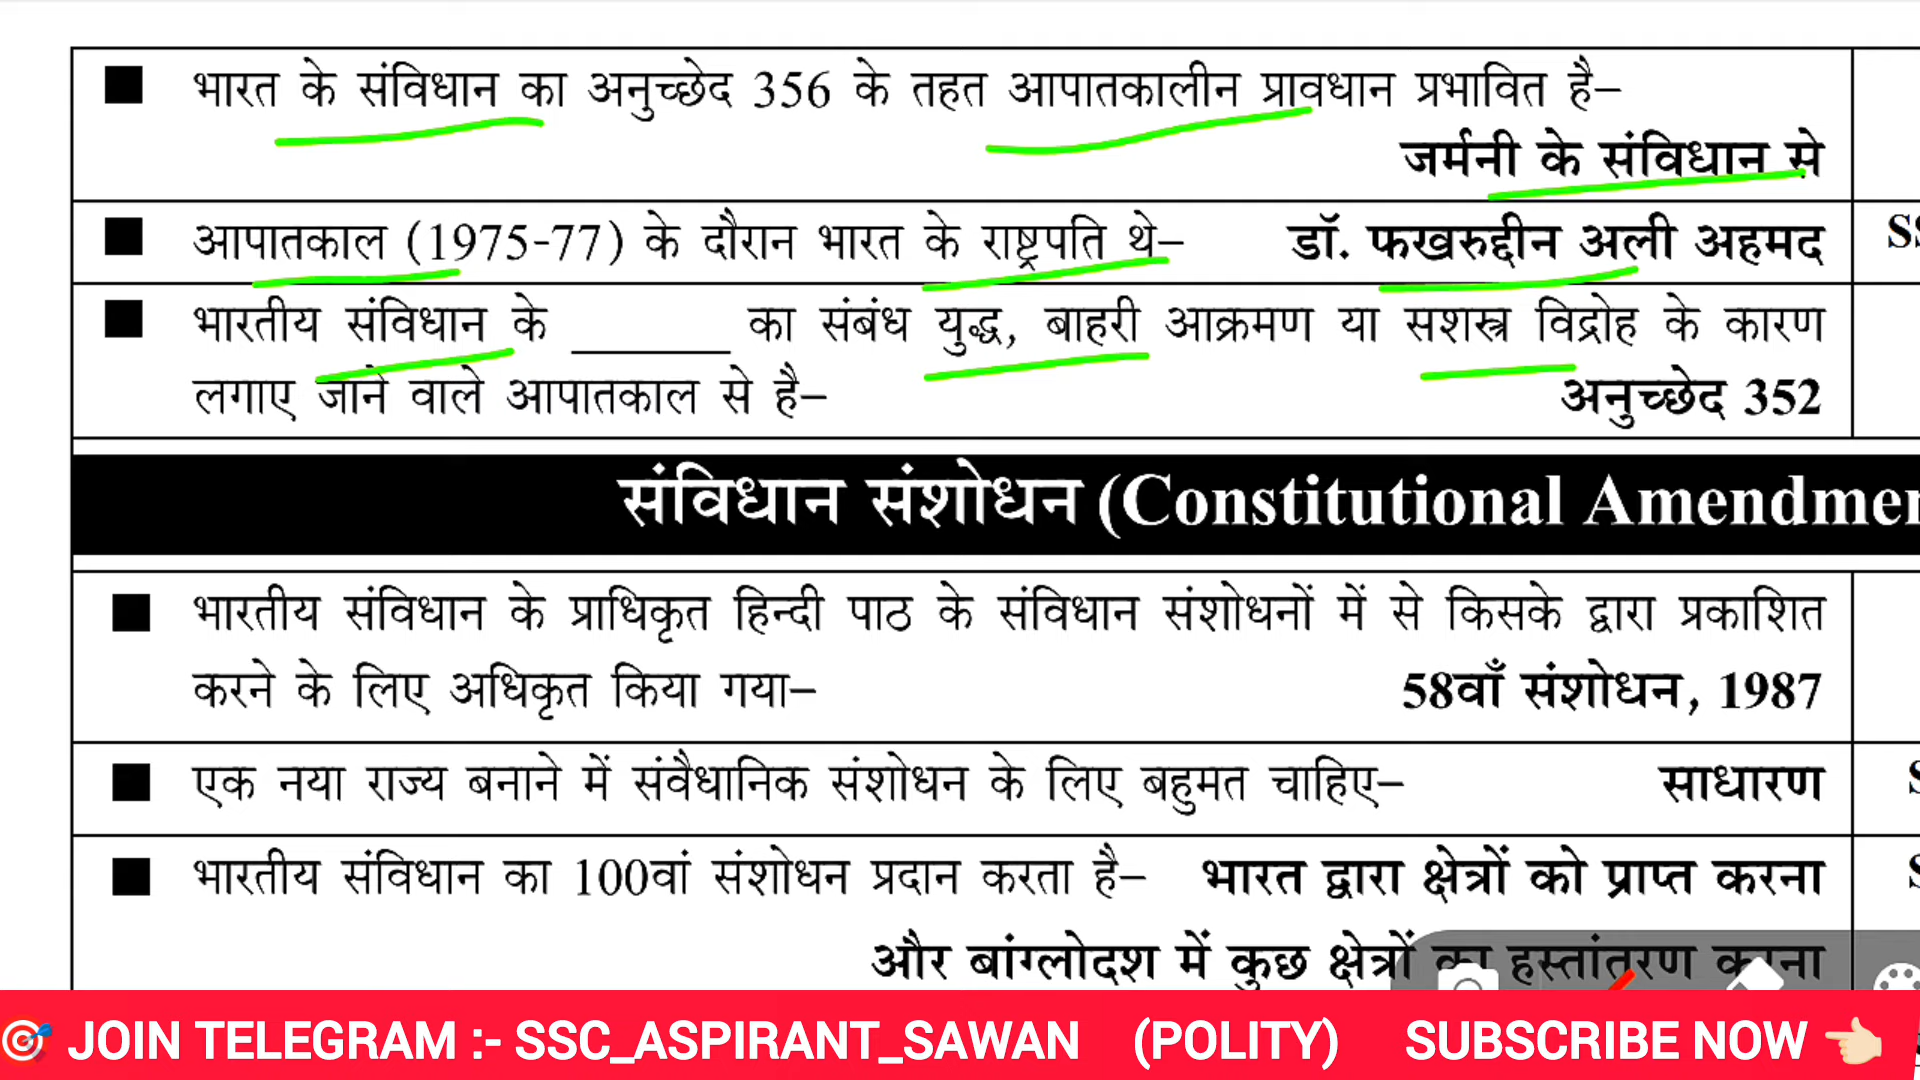 ■ भारत के संविधान का अनुच्छेद 356 के तहत आपातकालीन प्रावधान प्रभावित है–
जर्मनी के संविधान से
■ आपातकाल (1975-77) के दौरान भारत के राष्ट्रपति थे– डॉ. फखरुद्दीन अली अहमद
■ भारतीय संविधान के ______ का संबंध युद्ध, बाहरी आक्रमण या सशस्त्र विद्रोह के कारण
लगाए जाने वाले आपातकाल से है– अनुच्छेद 352
संविधान संशोधन (Constitutional
■ भारतीय संविधान के प्राधिकृत हिन्दी पाठ के संविधान संशोधनों में से किसके द्वारा प्रकाशित
करने के लिए अधिकृत किया गया– 58वाँ संशोधन, 1987
■ एक नया राज्य बनाने में संवैधानिक संशोधन के लिए बहुमत चाहिए– साधारण
■ भारतीय संविधान का 100वां संशोधन प्रदान करता है– भारत द्वारा क्षेत्रों को प्राप्त करना
और बांग्लोदश में कुछ क्षेत्रों का हस्तांतरण करना
JOIN TELEGRAM :- SSC_ASPIRANT_SAWAN (POLITY) SUBSCRIBE NOW